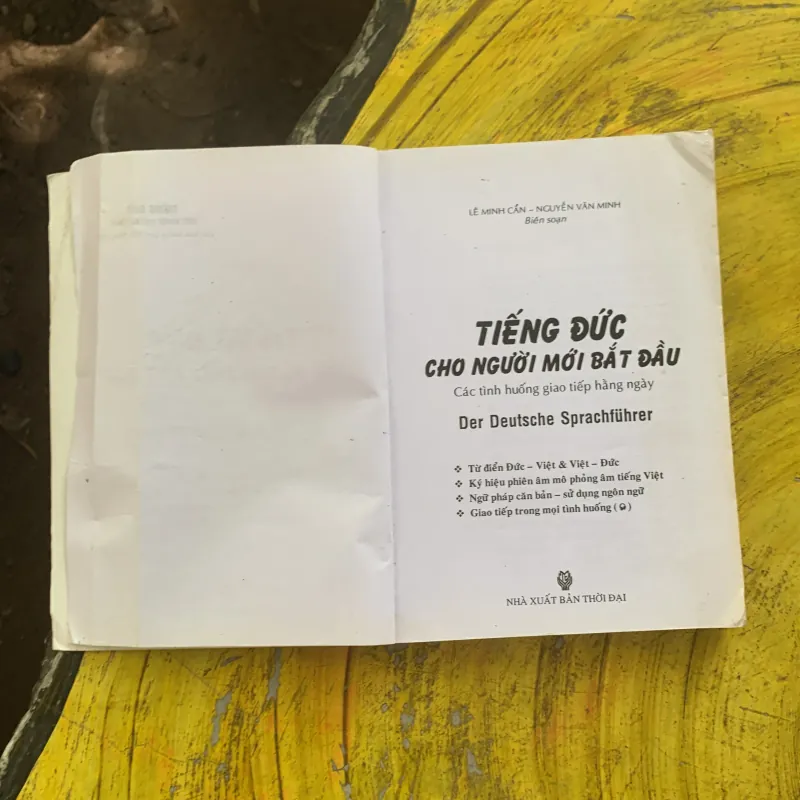 LÊ MINH CẨN – NGUYỄN VĂN MINH
Biên soạn
TIẾNG ĐỨC
CHO NGƯỜI MỚI BẮT ĐẦU
Các tình huống giao tiếp hằng ngày
Der Deutsche Sprachführer
❖ Từ điển Đức – Việt & Việt – Đức
❖ Ký hiệu phiên âm mô phỏng âm tiếng Việt
❖ Ngữ pháp căn bản – sử dụng ngôn ngữ
❖ Giao tiếp trong mọi tình huống ( )
NHÀ XUẤT BẢN THỜI ĐẠI